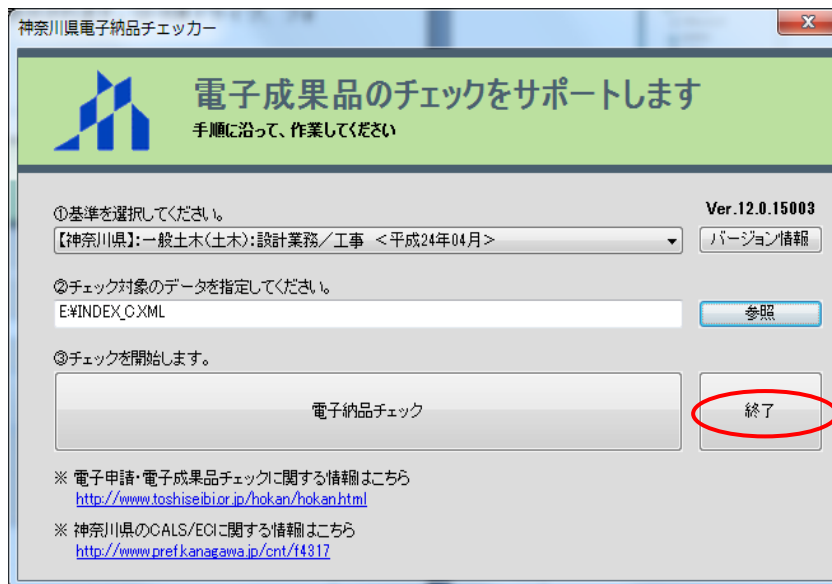 神奈川県電子納品チェッカー
電子成果品のチェックをサポートします
手順に沿って、作業してください
①基準を選択してください。
Ver.12.0.15003
【神奈川県】:一般土木(土木):設計業務／工事 <平成24年04月>
バージョン情報
②チェック対象のデータを指定してください。
E:¥INDEX_C.XML
参照
③チェックを開始します。
電子納品チェック
終了
※ 電子申請・電子成果品チェックに関する情報はこちら
http://www.toshiseibi.or.jp/hokan/hokan.html
※ 神奈川県のCALS/ECに関する情報はこちら
http://www.pref.kanagawa.jp/cnt/f4317